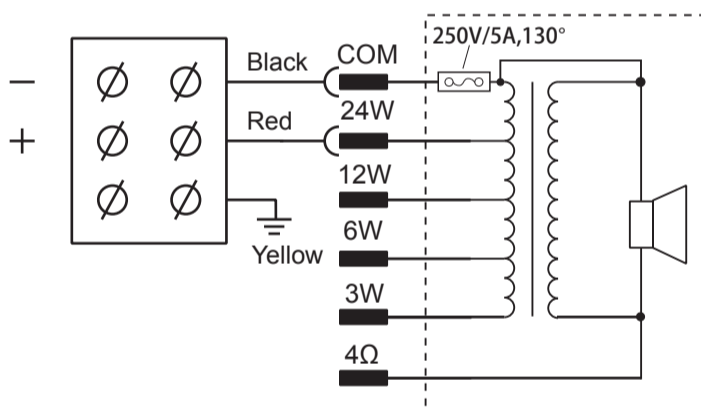 250V/5A,130°
Black
COM
−
24W
Red
+
12W
6W
Yellow
3W
4Ω